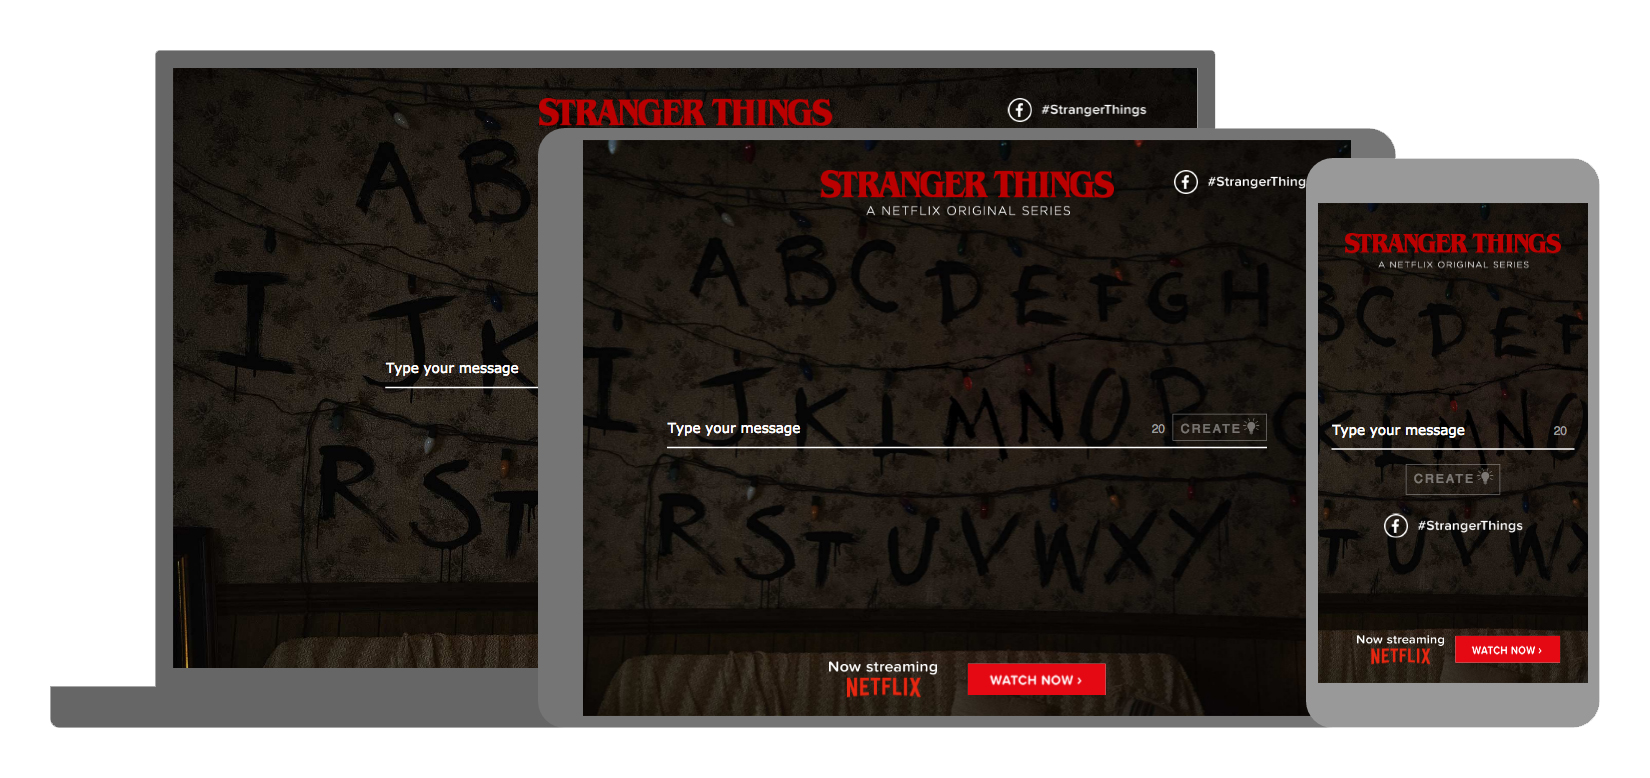 STRANGER THINGS
#StrangerThings
A B
I J K
Type your message
R S T
STRANGER THINGS
A NETFLIX ORIGINAL SERIES
#StrangerThing
A B C D E F G H
I J K L M N O P Q
Type your message
20
CREATE
R S T U V W X Y
Now streaming
NETFLIX
WATCH NOW ›
STRANGER THINGS
A NETFLIX ORIGINAL SERIES
B C D E F
K L M N O
Type your message
20
CREATE
#StrangerThings
T U V W X
Now streaming
NETFLIX
WATCH NOW ›